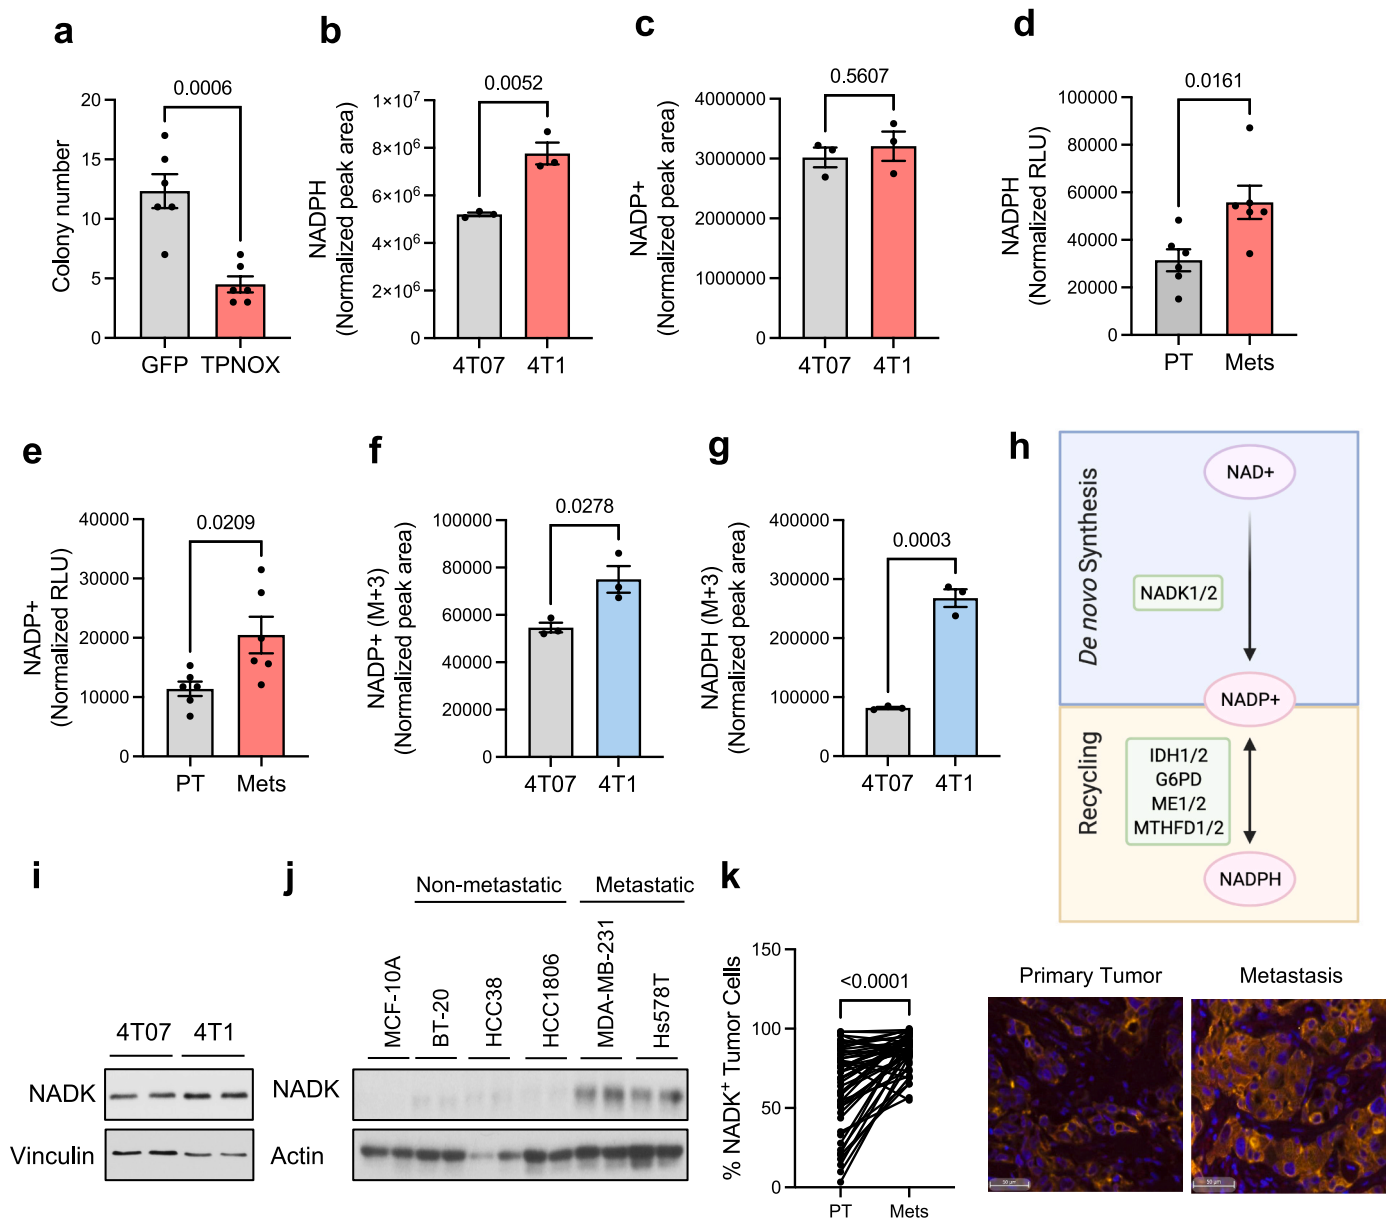 a
0.0006
Colony number
20
15
10
5
0
GFP TPNOX
b
0.0052
NADPH
(Normalized peak area)
1×10⁷
8×10⁶
6×10⁶
4×10⁶
2×10⁶
0
4T07 4T1
c
0.5607
NADP+
(Normalized peak area)
4000000
3000000
2000000
1000000
0
4T07 4T1
d
0.0161
NADPH
(Normalized RLU)
100000
80000
60000
40000
20000
0
PT Mets
e
0.0209
NADP+
(Normalized RLU)
40000
30000
20000
10000
0
PT Mets
f
0.0278
NADP+ (M+3)
(Normalized peak area)
100000
80000
60000
40000
20000
0
4T07 4T1
g
0.0003
NADPH (M+3)
(Normalized peak area)
400000
300000
200000
100000
0
4T07 4T1
h
De novo Synthesis
NAD+
NADK1/2
NADP+
Recycling
IDH1/2
G6PD
ME1/2
MTHFD1/2
NADPH
i
4T07 4T1
NADK
Vinculin
j
Non-metastatic Metastatic
MCF-10A
BT-20
HCC38
HCC1806
MDA-MB-231
Hs578T
NADK
Actin
k
% NADK⁺ Tumor Cells
150
100
50
0
<0.0001
PT Mets
Primary Tumor
Metastasis
50 µm
50 µm